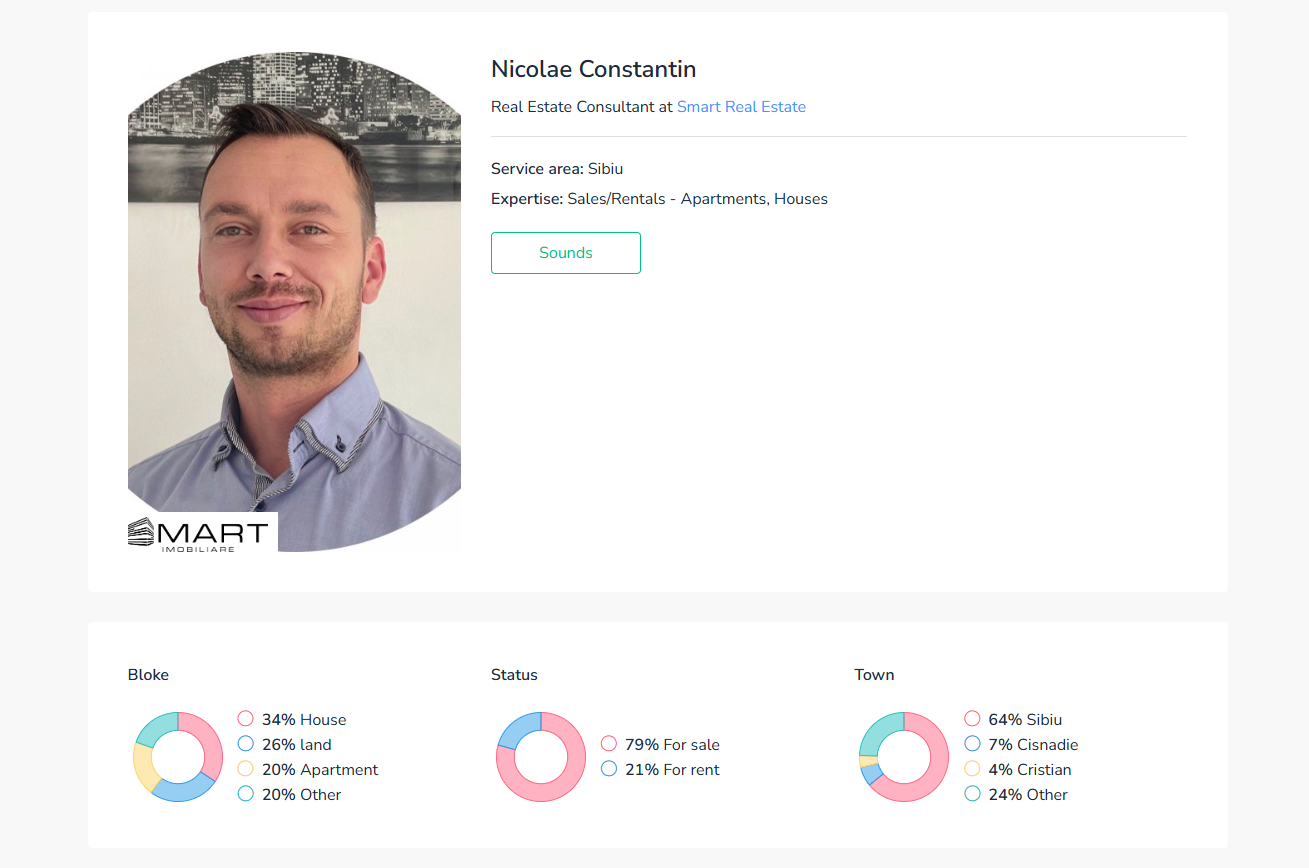 Nicolae Constantin
Real Estate Consultant at Smart Real Estate
Service area: Sibiu
Expertise: Sales/Rentals - Apartments, Houses
Sounds
SMART
IMOBILIARE
Bloke
34% House
26% land
20% Apartment
20% Other
Status
79% For sale
21% For rent
Town
64% Sibiu
7% Cisnadie
4% Cristian
24% Other